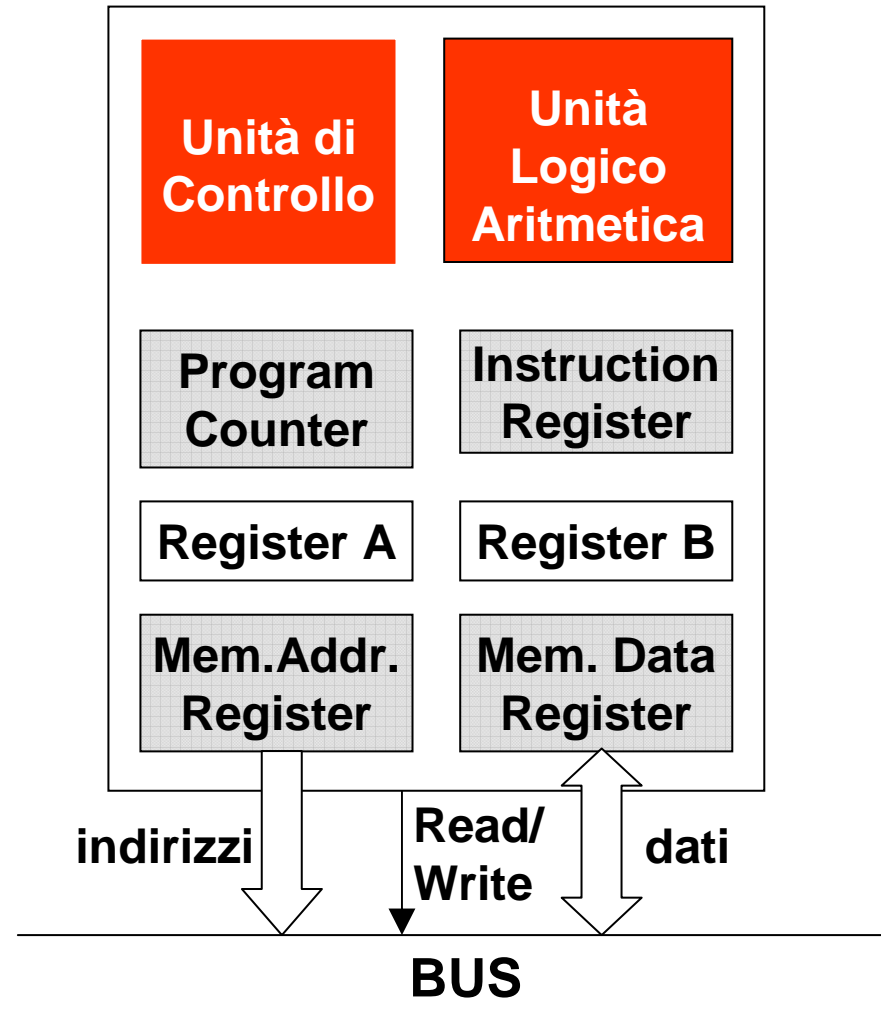 Unità di
Controllo
Unità
Logico
Aritmetica
Program
Counter
Instruction
Register
Register A
Register B
Mem.Addr.
Register
Mem. Data
Register
indirizzi
Read/
Write
dati
BUS